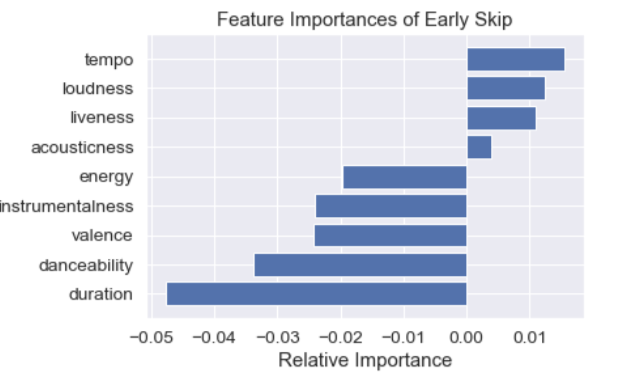 Feature Importances of Early Skip
tempo
loudness
liveness
acousticness
energy
instrumentalness
valence
danceability
duration
−0.05 −0.04 −0.03 −0.02 −0.01 0.00 0.01
Relative Importance